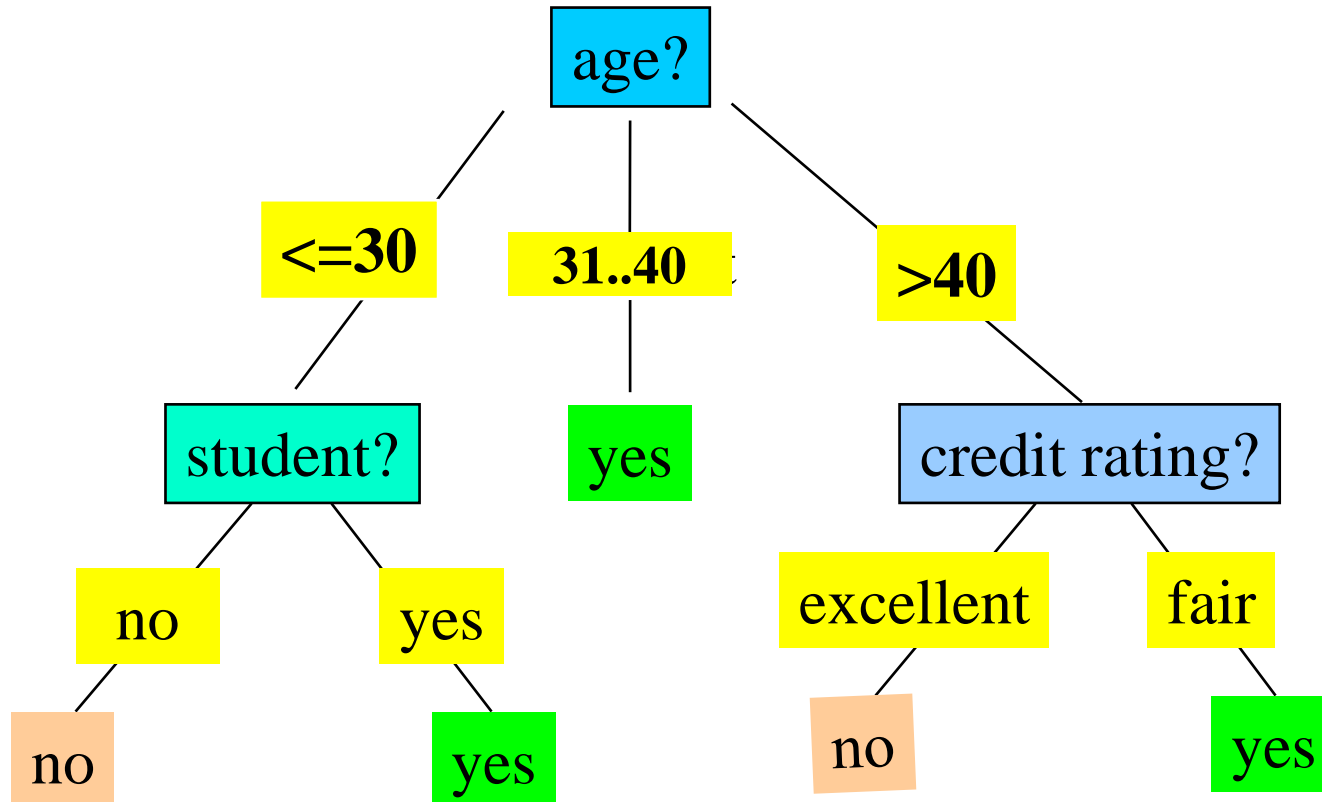 age?
<=30
31..40
>40
student?
yes
credit rating?
no
yes
excellent
fair
no
yes
no
yes